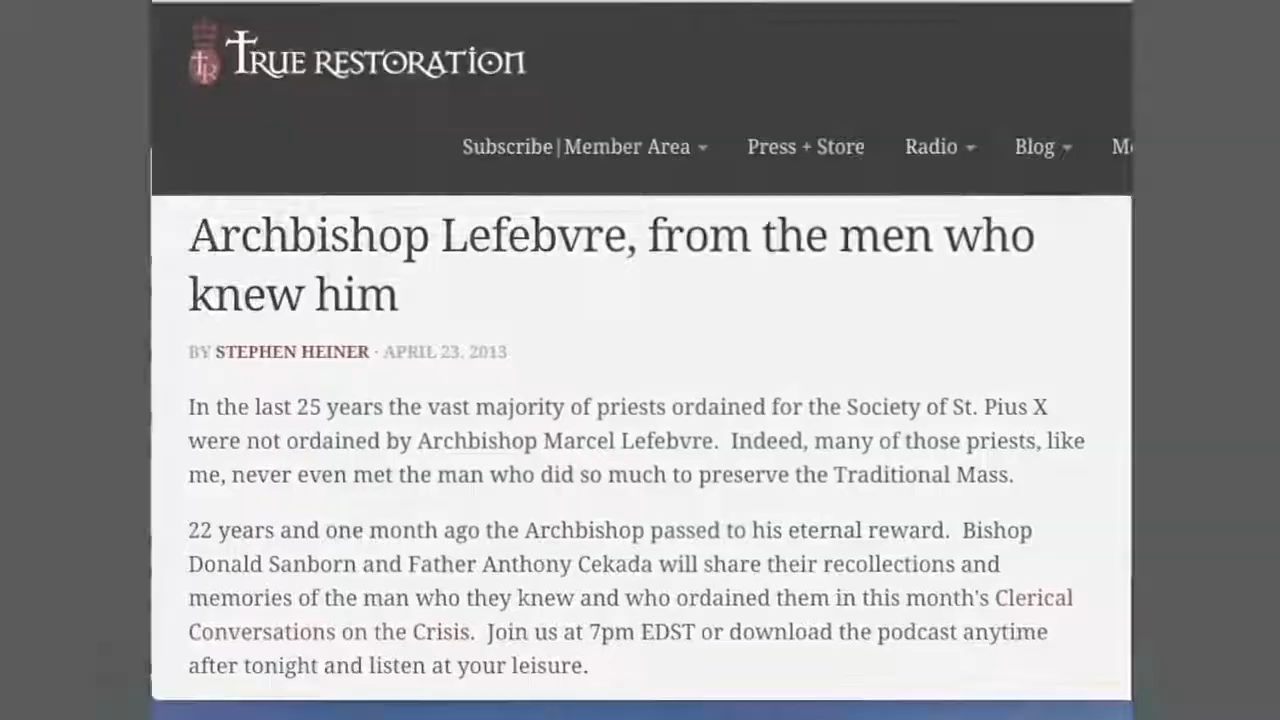 TRUE RESTORATION
Subscribe|Member Area Press + Store Radio Blog
Archbishop Lefebvre, from the men who
knew him
BY STEPHEN HEINER · APRIL 23, 2013
In the last 25 years the vast majority of priests ordained for the Society of St. Pius X
were not ordained by Archbishop Marcel Lefebvre. Indeed, many of those priests, like
me, never even met the man who did so much to preserve the Traditional Mass.
22 years and one month ago the Archbishop passed to his eternal reward. Bishop
Donald Sanborn and Father Anthony Cekada will share their recollections and
memories of the man who they knew and who ordained them in this month's Clerical
Conversations on the Crisis. Join us at 7pm EDST or download the podcast anytime
after tonight and listen at your leisure.